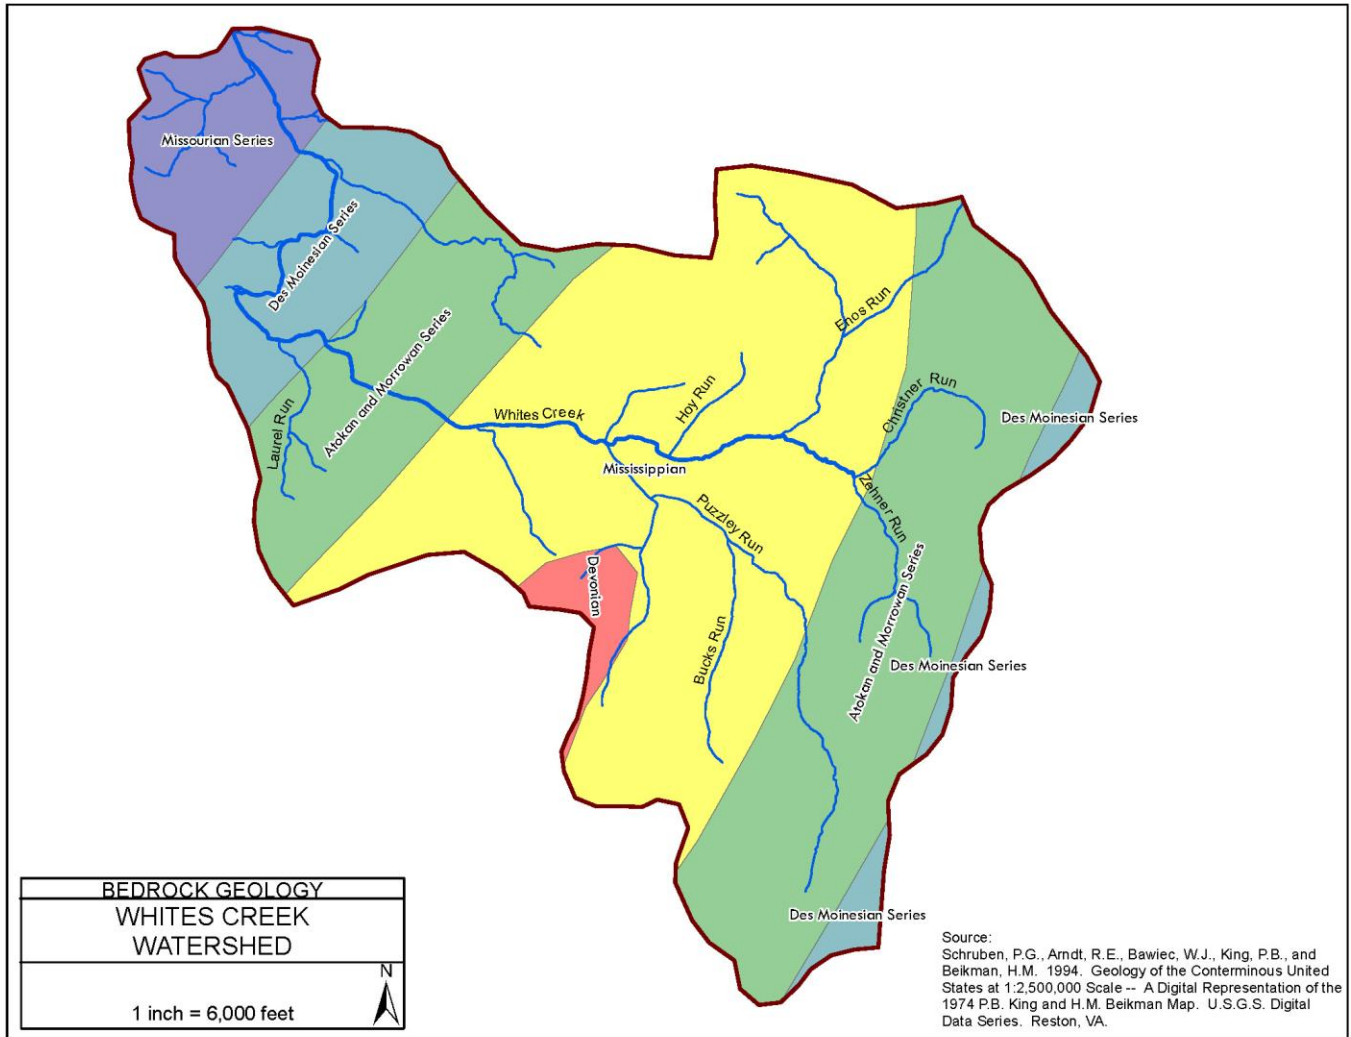 Missourian Series
Des Moinesian Series
Atokan and Morrowan Series
Laurel Run
Whites Creek
Hoy Run
Enos Run
Christner Run
Des Moinesian Series
Mississippian
Zehner Run
Puzzley Run
Devonian
Bucks Run
Atokan and Morrowan Series
Des Moinesian Series
Des Moinesian Series
BEDROCK GEOLOGY
WHITES CREEK
WATERSHED
N
1 inch = 6,000 feet
Source:
Schruben, P.G., Arndt, R.E., Bawiec, W.J., King, P.B., and
Beikman, H.M. 1994. Geology of the Conterminous United
States at 1:2,500,000 Scale -- A Digital Representation of the
1974 P.B. King and H.M. Beikman Map. U.S.G.S. Digital
Data Series. Reston, VA.